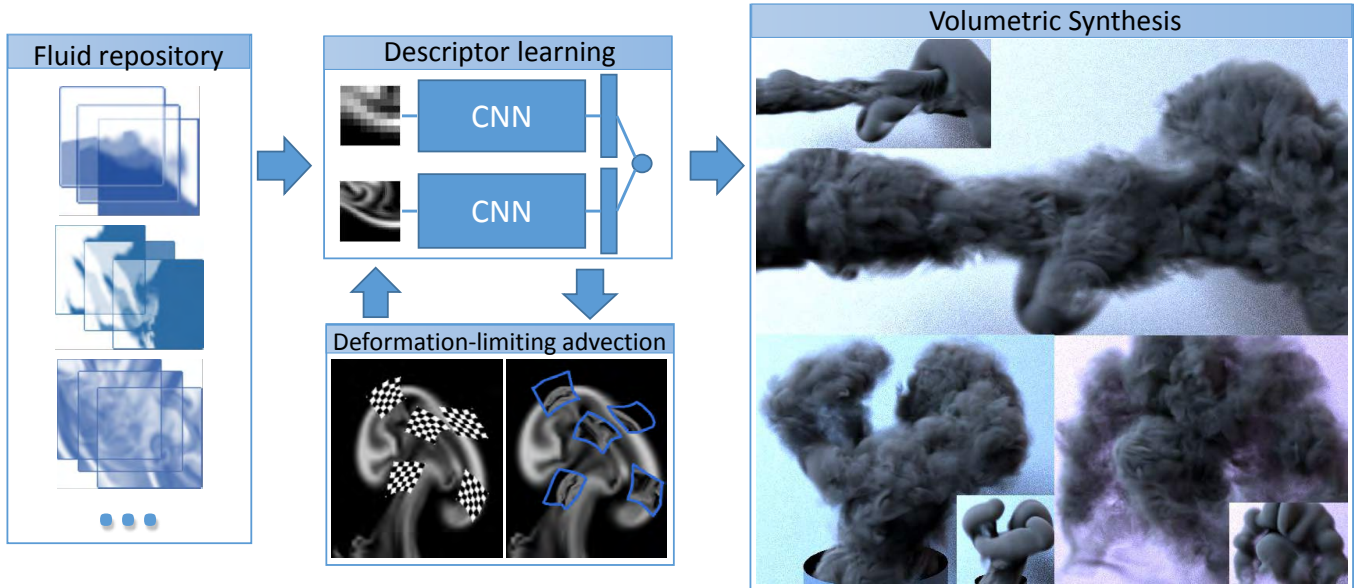 Fluid repository
Descriptor learning
CNN
CNN
Deformation-limiting advection
Volumetric Synthesis